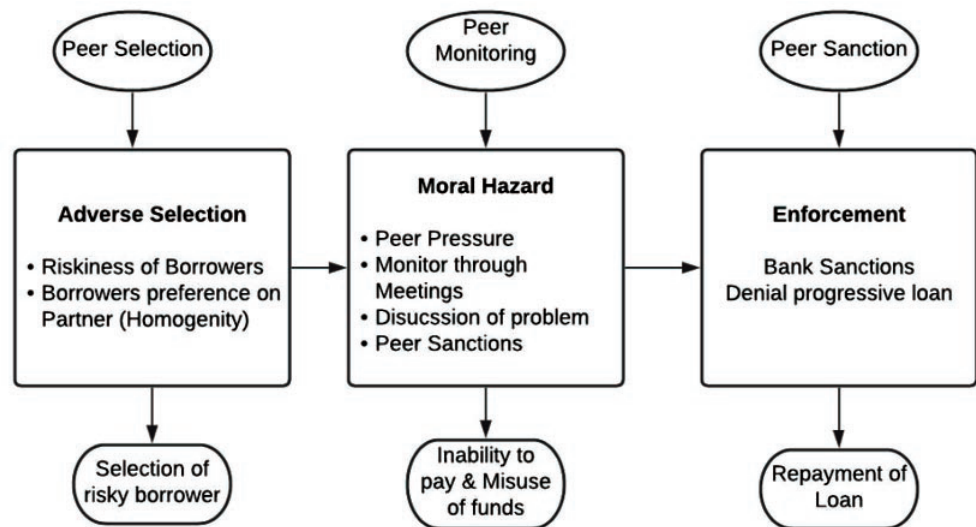 Peer Selection
Peer
Monitoring
Peer Sanction
Adverse Selection
• Riskiness of Borrowers
• Borrowers preference on
Partner (Homogenity)
Moral Hazard
• Peer Pressure
• Monitor through
Meetings
• Disucssion of problem
• Peer Sanctions
Enforcement
Bank Sanctions
Denial progressive loan
Selection of
risky borrower
Inability to
pay & Misuse
of funds
Repayment of
Loan